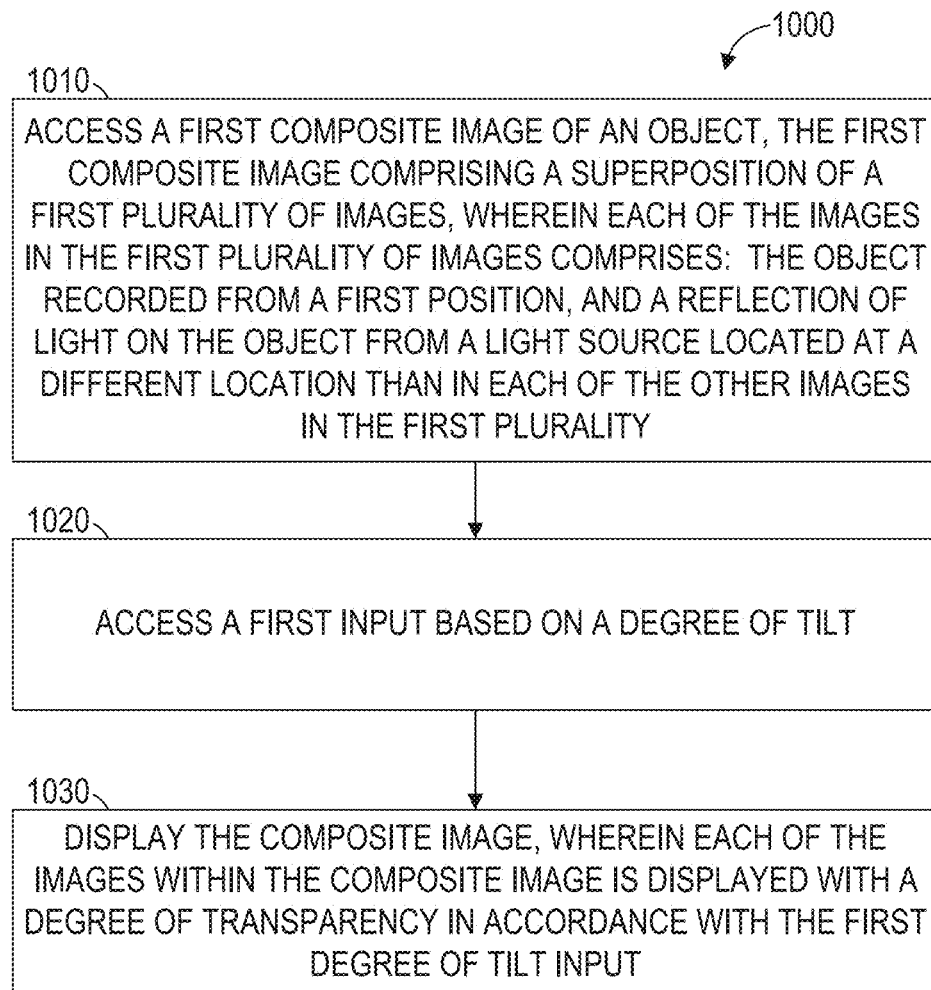 1000
1010
ACCESS A FIRST COMPOSITE IMAGE OF AN OBJECT, THE FIRST
COMPOSITE IMAGE COMPRISING A SUPERPOSITION OF A
FIRST PLURALITY OF IMAGES, WHEREIN EACH OF THE IMAGES
IN THE FIRST PLURALITY OF IMAGES COMPRISES: THE OBJECT
RECORDED FROM A FIRST POSITION, AND A REFLECTION OF
LIGHT ON THE OBJECT FROM A LIGHT SOURCE LOCATED AT A
DIFFERENT LOCATION THAN IN EACH OF THE OTHER IMAGES
IN THE FIRST PLURALITY
1020
ACCESS A FIRST INPUT BASED ON A DEGREE OF TILT
1030
DISPLAY THE COMPOSITE IMAGE, WHEREIN EACH OF THE
IMAGES WITHIN THE COMPOSITE IMAGE IS DISPLAYED WITH A
DEGREE OF TRANSPARENCY IN ACCORDANCE WITH THE FIRST
DEGREE OF TILT INPUT